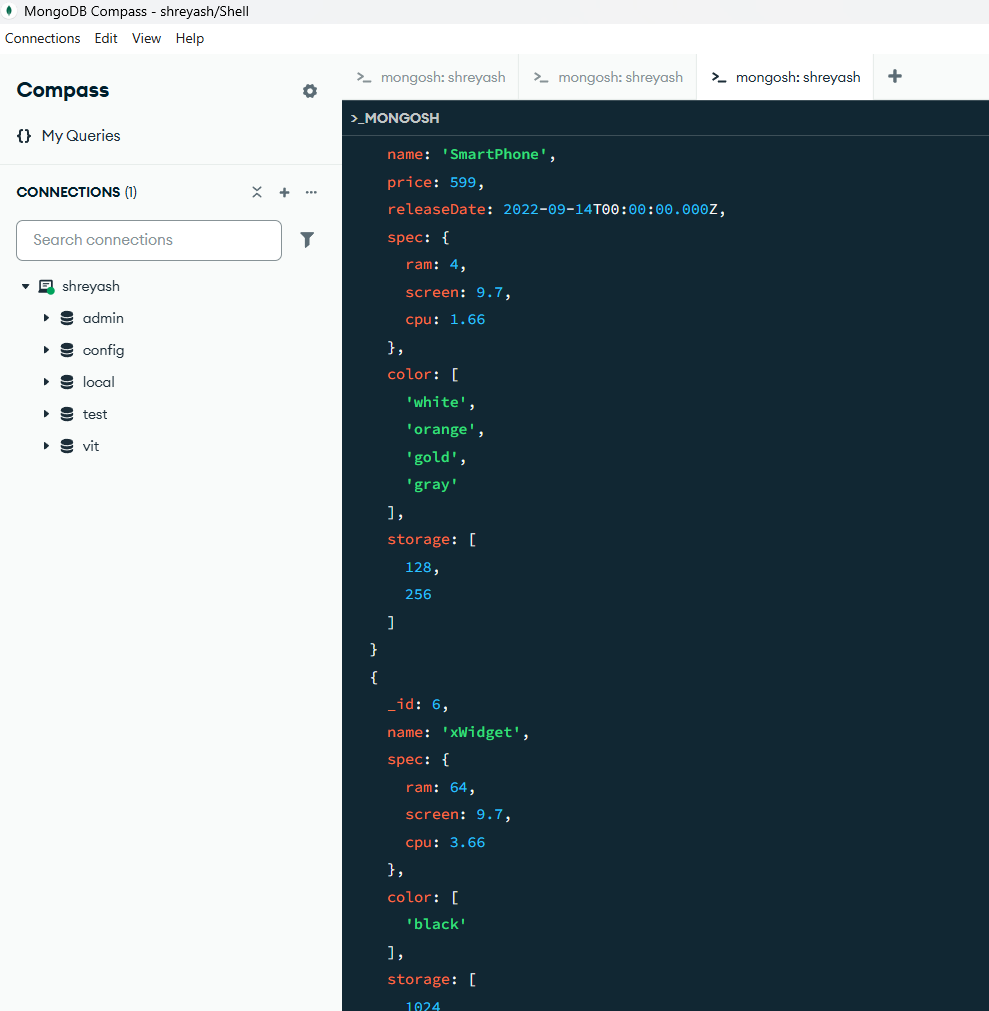 MongoDB Compass - shreyash/Shell
Connections Edit View Help
Compass
{} My Queries
CONNECTIONS (1)
Search connections
shreyash
admin
config
local
test
vit
>_ mongosh: shreyash
>_ mongosh: shreyash
>_ mongosh: shreyash
>_MONGOSH
name: 'SmartPhone',
price: 599,
releaseDate: 2022-09-14T00:00:00.000Z,
spec: {
ram: 4,
screen: 9.7,
cpu: 1.66
},
color: [
'white',
'orange',
'gold',
'gray'
],
storage: [
128,
256
]
}
{
_id: 6,
name: 'xWidget',
spec: {
ram: 64,
screen: 9.7,
cpu: 3.66
},
color: [
'black'
],
storage: [
1024